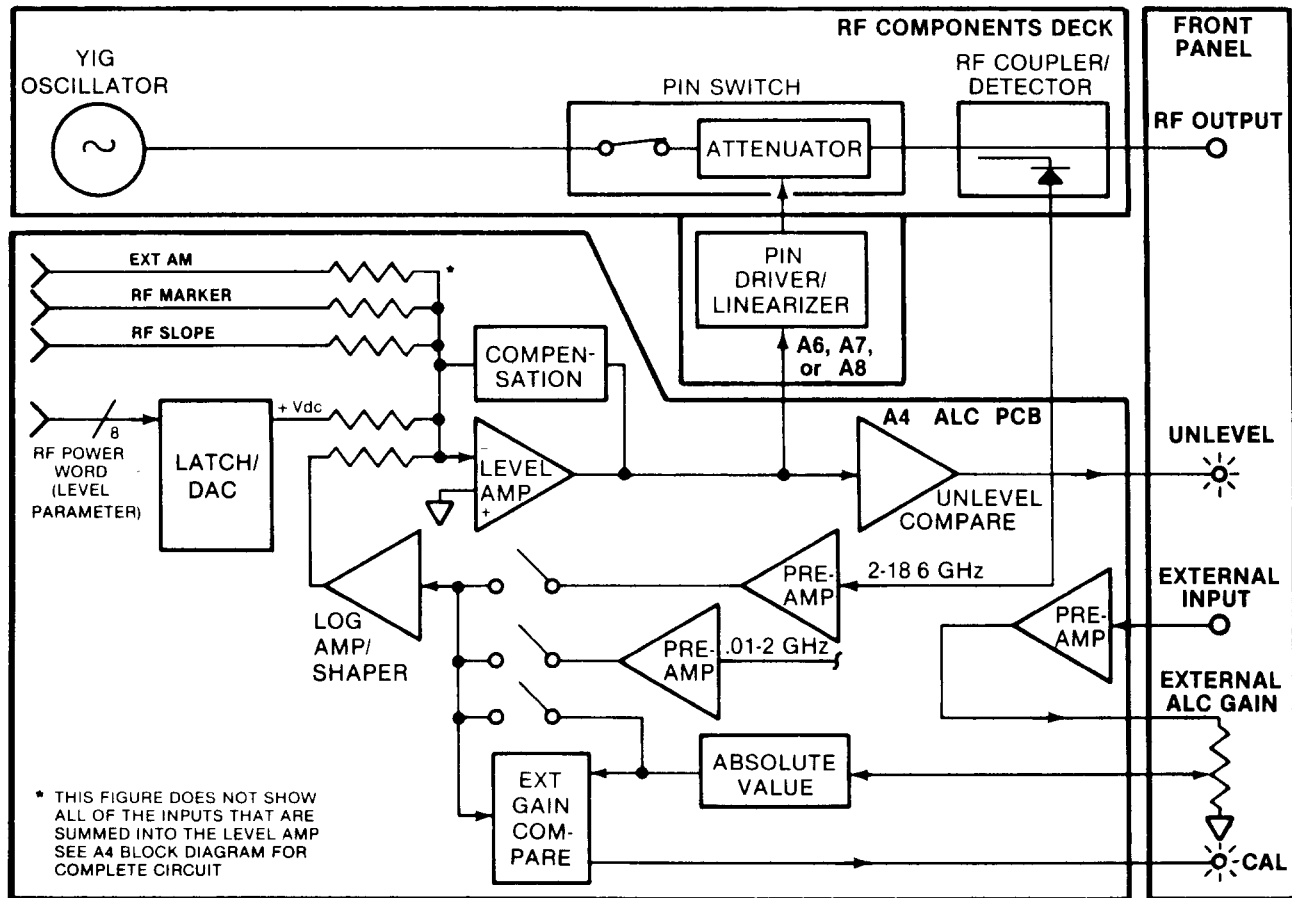 RF COMPONENTS DECK
FRONT
PANEL
YIG
OSCILLATOR
PIN SWITCH
RF COUPLER/
DETECTOR
RF OUTPUT
ATTENUATOR
EXT AM
*
RF MARKER
RF SLOPE
PIN
DRIVER/
LINEARIZER
A6, A7,
or A8
COMPEN-
SATION
+ Vdc
8
RF POWER
WORD
(LEVEL
PARAMETER)
LATCH/
DAC
−
LEVEL
AMP
+
A4 ALC PCB
UNLEVEL
COMPARE
UNLEVEL
LOG
AMP/
SHAPER
PRE-
AMP
2-18 6 GHz
PRE-
AMP
.01-2 GHz
PRE-
AMP
EXTERNAL
INPUT
EXTERNAL
ALC GAIN
EXT
GAIN
COM-
PARE
ABSOLUTE
VALUE
CAL
* THIS FIGURE DOES NOT SHOW
ALL OF THE INPUTS THAT ARE
SUMMED INTO THE LEVEL AMP
SEE A4 BLOCK DIAGRAM FOR
COMPLETE CIRCUIT